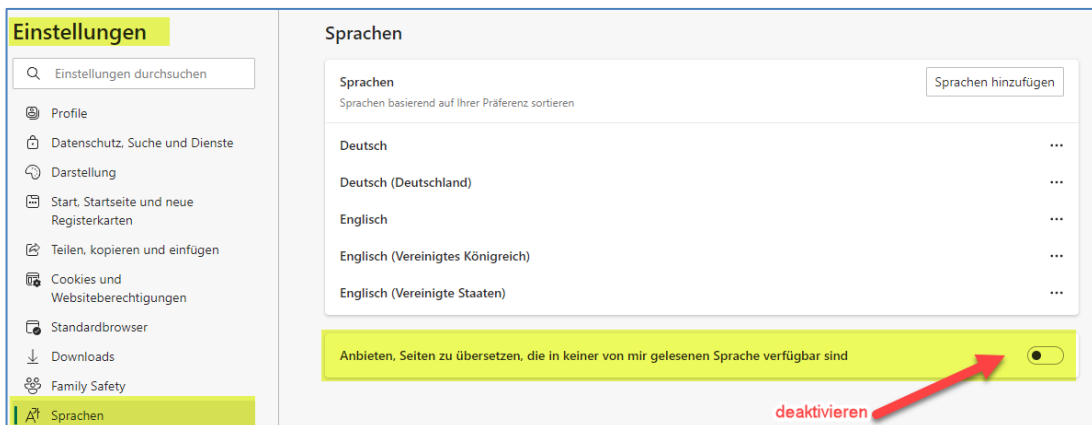 Einstellungen
Einstellungen durchsuchen
Profile
Datenschutz, Suche und Dienste
Darstellung
Start, Startseite und neue
Registerkarten
Teilen, kopieren und einfügen
Cookies und
Websiteberechtigungen
Standardbrowser
Downloads
Family Safety
Sprachen
Sprachen
Sprachen
Sprachen hinzufügen
Sprachen basierend auf Ihrer Präferenz sortieren
Deutsch
Deutsch (Deutschland)
Englisch
Englisch (Vereinigtes Königreich)
Englisch (Vereinigte Staaten)
Anbieten, Seiten zu übersetzen, die in keiner von mir gelesenen Sprache verfügbar sind
deaktivieren